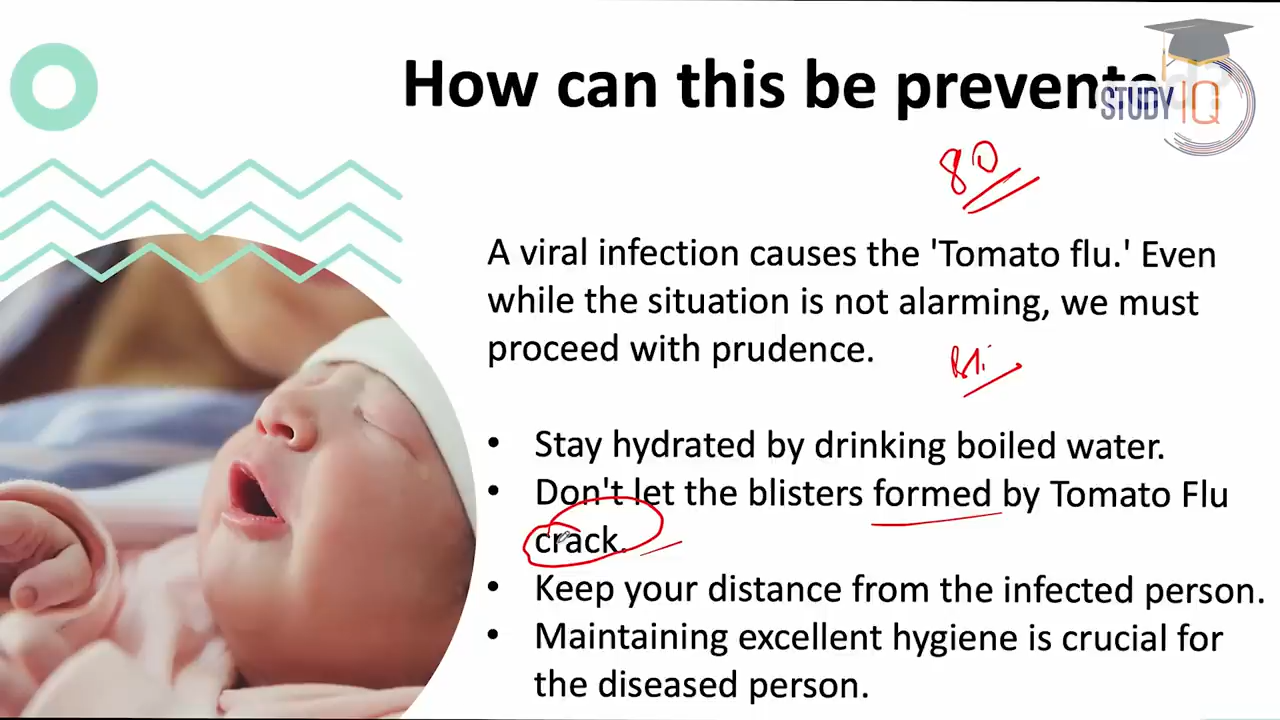 How can this be prevents
STUDY IQ
80
A viral infection causes the 'Tomato flu.' Even
while the situation is not alarming, we must
proceed with prudence.
• Stay hydrated by drinking boiled water.
• Don't let the blisters formed by Tomato Flu
crack.
• Keep your distance from the infected person.
• Maintaining excellent hygiene is crucial for
the diseased person.